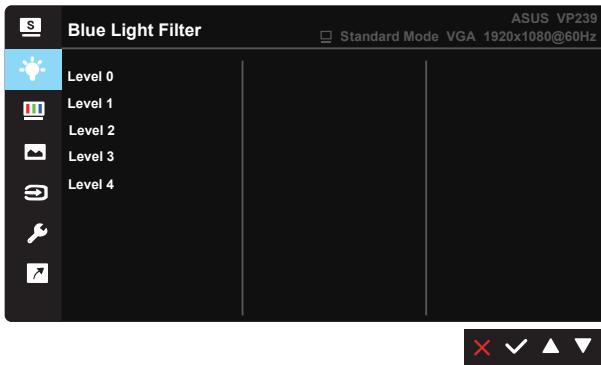 S
Blue Light Filter
ASUS VP239
Standard Mode VGA 1920x1080@60Hz
Level 0
Level 1
Level 2
Level 3
Level 4